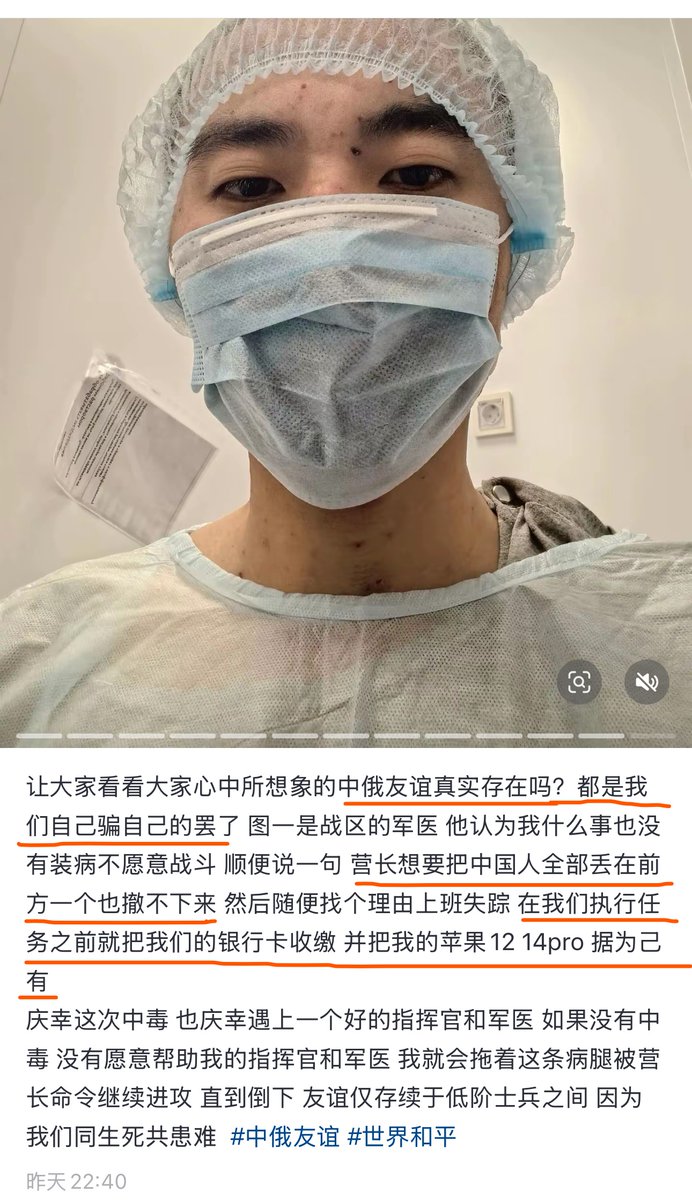 让大家看看大家心中所想象的中俄友谊真实存在吗？都是我
们自己骗自己的罢了 图一是战区的军医 他认为我什么事也没
有装病不愿意战斗 顺便说一句 营长想要把中国人全部丢在前
方一个也撤不下来 然后随便找个理由上班失踪 在我们执行任
务之前就把我们的银行卡收缴 并把我的苹果12 14pro 据为己
有
庆幸这次中毒 也庆幸遇上一个好的指挥官和军医 如果没有中
毒 没有愿意帮助我的指挥官和军医 我就会拖着这条病腿被营
长命令继续进攻 直到倒下 友谊仅存续于低阶士兵之间 因为
我们同生死共患难 #中俄友谊 #世界和平
昨天 22:40